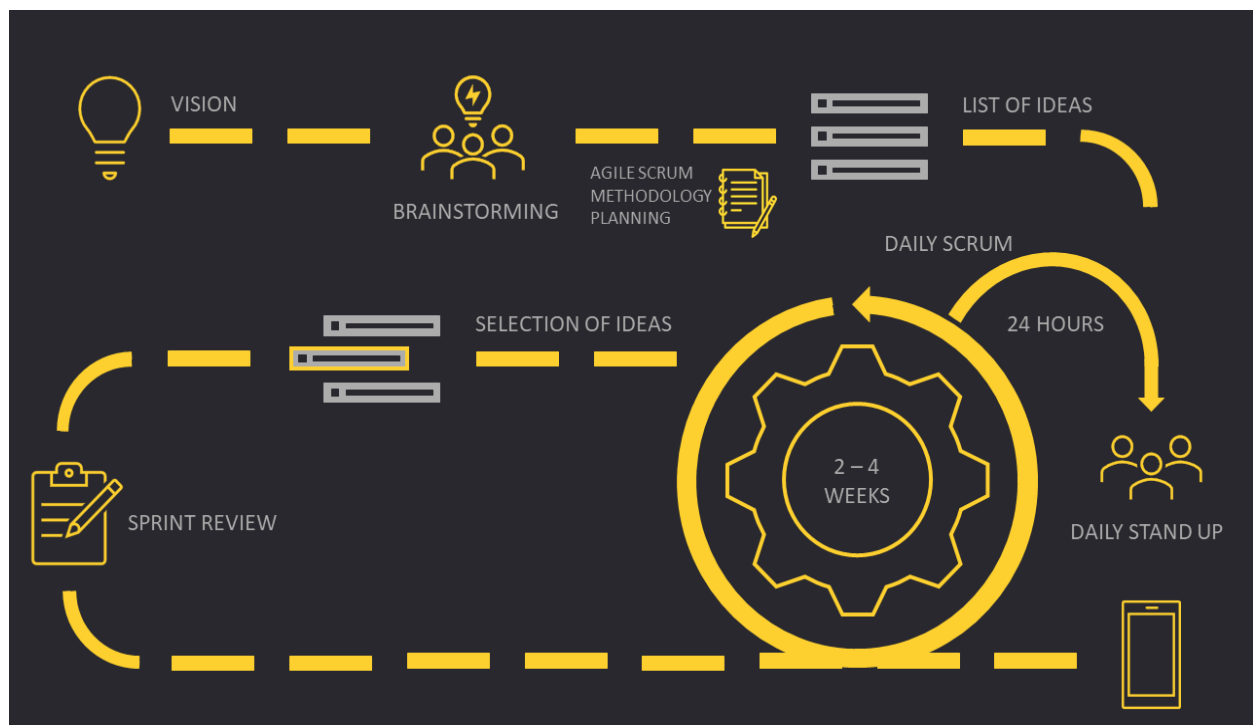 VISION
BRAINSTORMING
AGILE SCRUM
METHODOLOGY
PLANNING
LIST OF IDEAS
DAILY SCRUM
24 HOURS
DAILY STAND UP
2 – 4
WEEKS
SELECTION OF IDEAS
SPRINT REVIEW